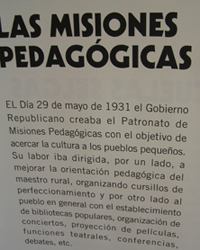 LAS MISIONES
PEDAGÓGICAS
EL Día 29 de mayo de 1931 el Gobierno
Republicano creaba el Patronato de
Misiones Pedagógicas con el objetivo de
acercar la cultura a los pueblos pequeños.
Su labor iba dirigida, por un lado, a
mejorar la orientación pedagógica del
maestro rural, organizando cursillos de
perfeccionamiento y por otro lado al
pueblo en general con el establecimiento
de bibliotecas populares, organización de
conciertos, proyección de películas,
funciones teatrales, conferencias,
debates, etc.